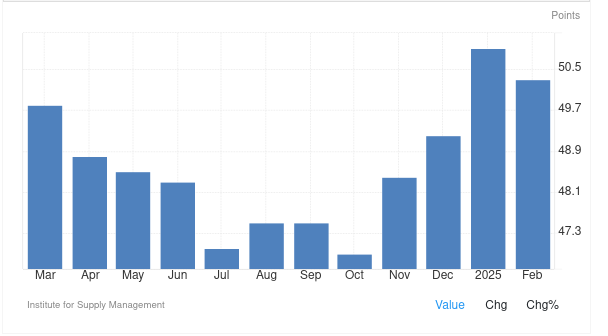 Points
50.5
49.7
48.9
48.1
47.3
Mar Apr May Jun Jul Aug Sep Oct Nov Dec 2025 Feb
Institute for Supply Management Value Chg Chg%